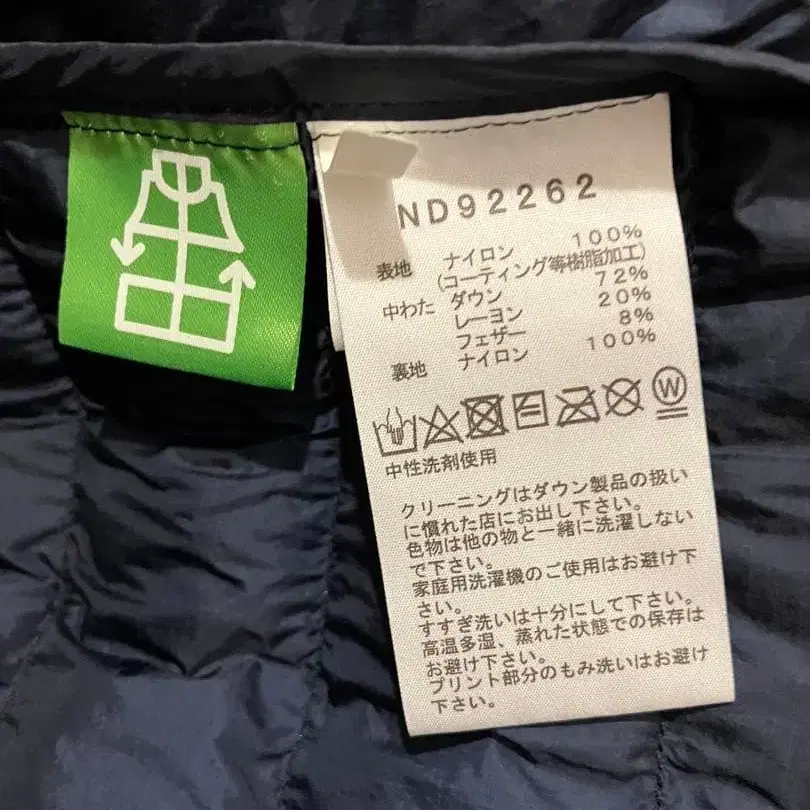 ND92262
表地 ナイロン 100%
(コーティング等樹脂加工)
中わた ダウン 72%
レーヨン 20%
フェザー 8%
裏地 ナイロン 100%
W
中性洗剤使用
クリーニングはダウン製品の扱い
に慣れた店にお出し下さい。
色物は他の物と一緒に洗濯しない
で下さい。
家庭用洗濯機のご使用はお避け下
さい。
すすぎ洗いは十分にして下さい。
高温多湿、蒸れた状態での保存は
お避け下さい。
プリント部分のもみ洗いはお避け
下さい。